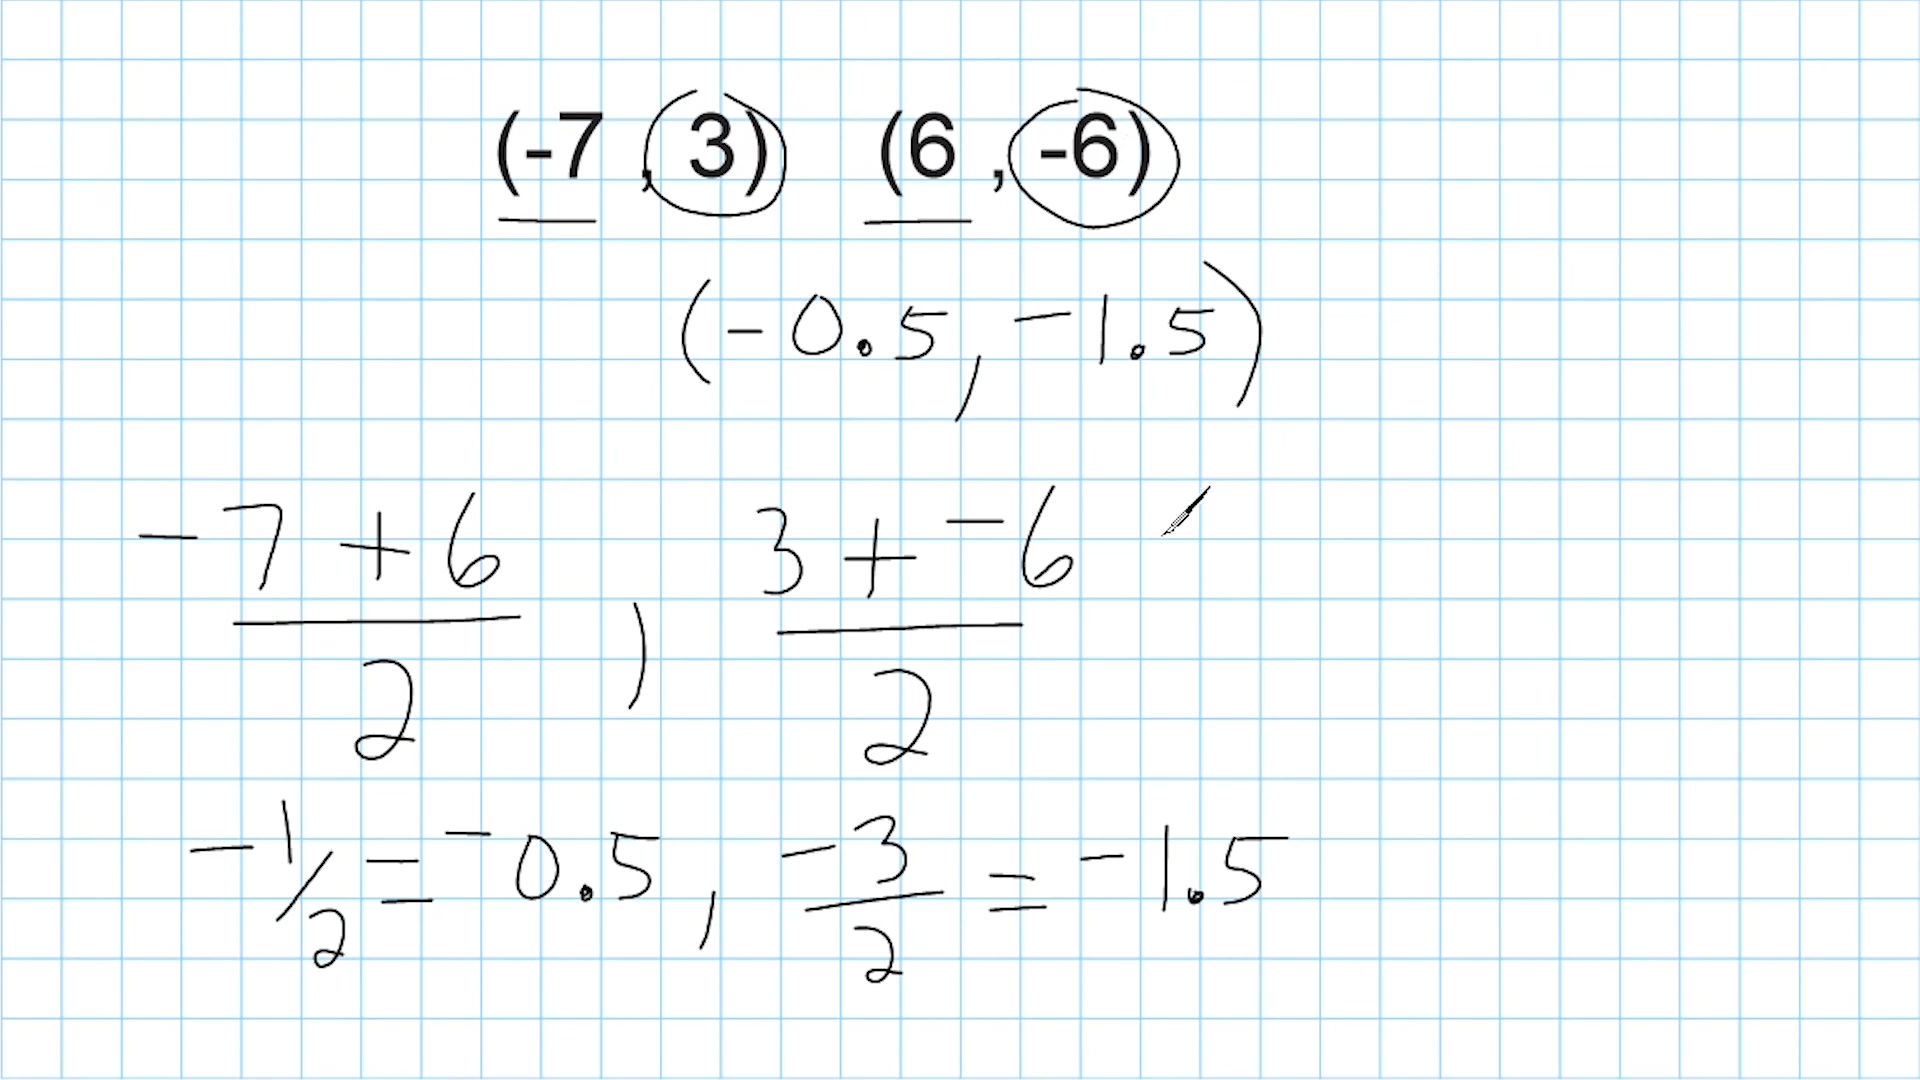 (-7 , 3) (6 , -6)
(-0.5, -1.5)
-7 + 6 , 3 + -6
2 2
-1/2 = -0.5, -3/2 = -1.5